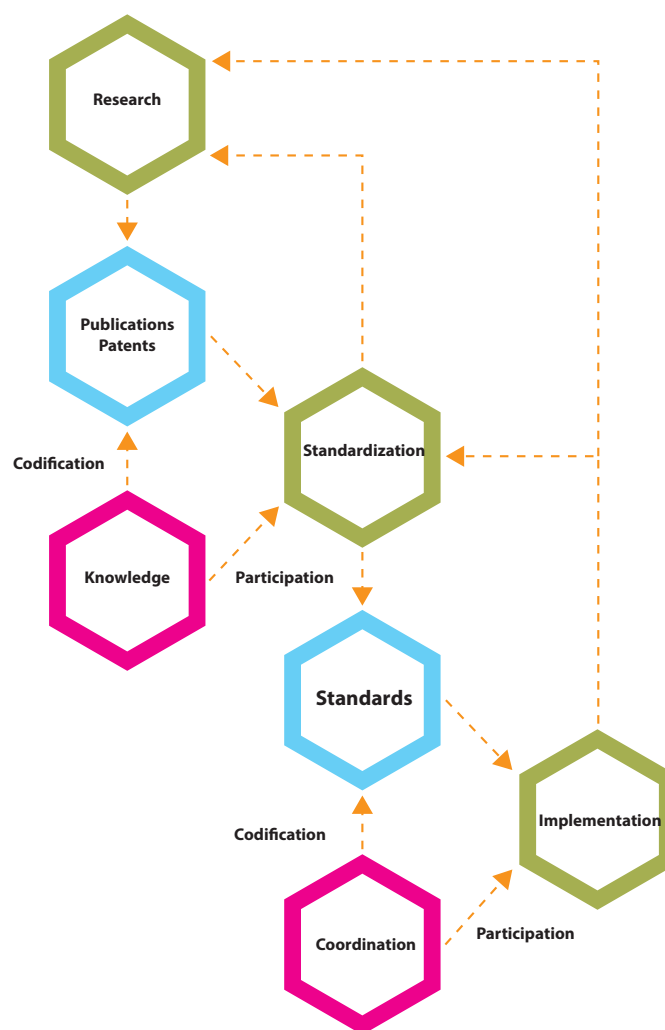 Research
Publications
Patents
Codification
Standardization
Knowledge
Participation
Standards
Implementation
Codification
Coordination
Participation